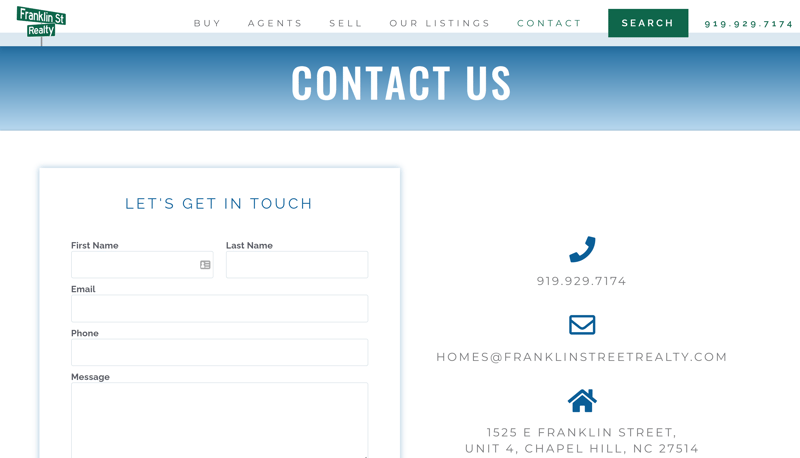 Franklin St
Realty
BUY AGENTS SELL OUR LISTINGS CONTACT SEARCH 919.929.7174
CONTACT US
LET'S GET IN TOUCH
First Name Last Name
Email
Phone
Message
919.929.7174
HOMES@FRANKLINSTREETREALTY.COM
1525 E FRANKLIN STREET,
UNIT 4, CHAPEL HILL, NC 27514